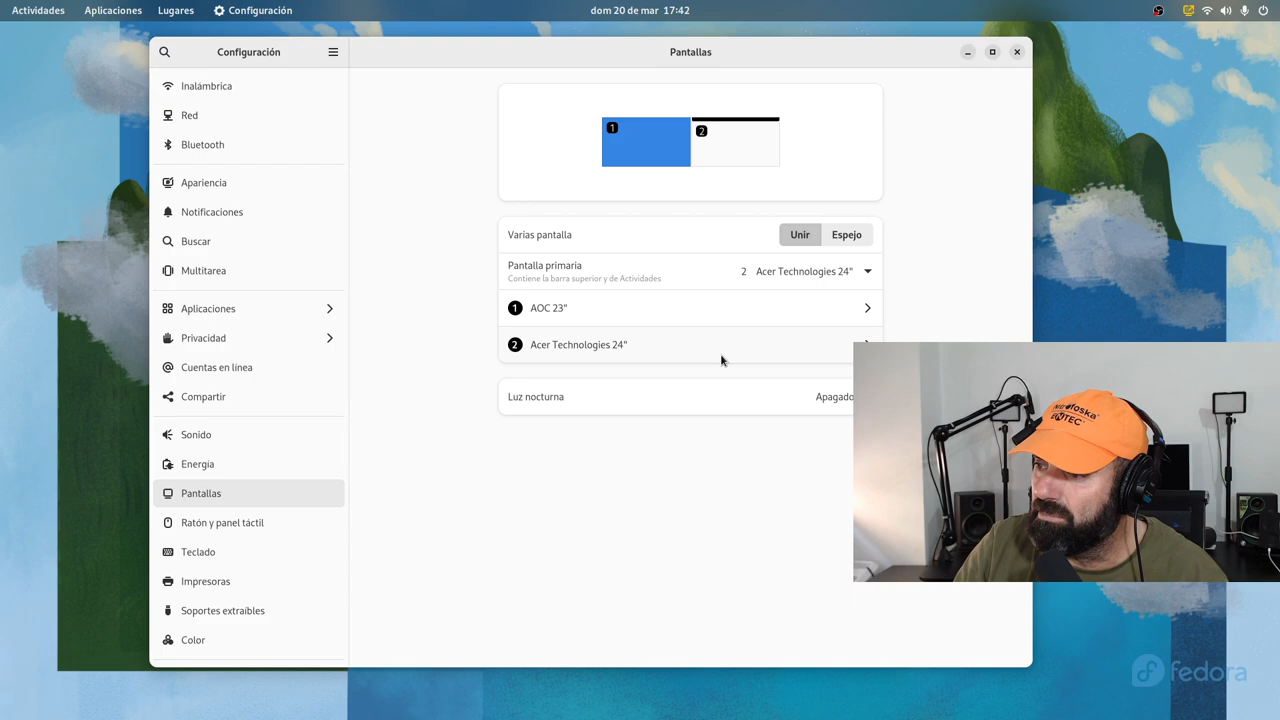 Actividades Aplicaciones Lugares Configuración dom 20 de mar 17:42
Configuración
Pantallas
Inalámbrica
Red
Bluetooth
Apariencia
Notificaciones
Buscar
Multitarea
Aplicaciones
Privacidad
Cuentas en línea
Compartir
Sonido
Energía
Pantallas
Ratón y panel táctil
Teclado
Impresoras
Soportes extraíbles
Color
1
2
Varias pantalla Unir Espejo
Pantalla primaria 2 Acer Technologies 24"
Contiene la barra superior y de Actividades
1 AOC 23"
2 Acer Technologies 24"
Luz nocturna Apagado
fedora